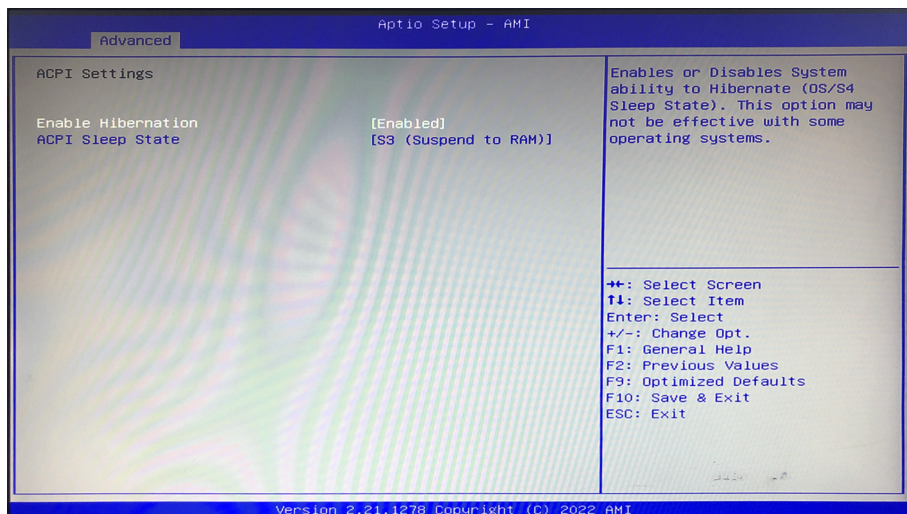 Aptio Setup - AMI
Advanced
ACPI Settings
Enable Hibernation [Enabled]
ACPI Sleep State [S3 (Suspend to RAM)]
Enables or Disables System
ability to Hibernate (OS/S4
Sleep State). This option may
not be effective with some
operating systems.
→←: Select Screen
↑↓: Select Item
Enter: Select
+/-: Change Opt.
F1: General Help
F2: Previous Values
F9: Optimized Defaults
F10: Save & Exit
ESC: Exit
Version 2.21.1278 Copyright (C) 2022 AMI